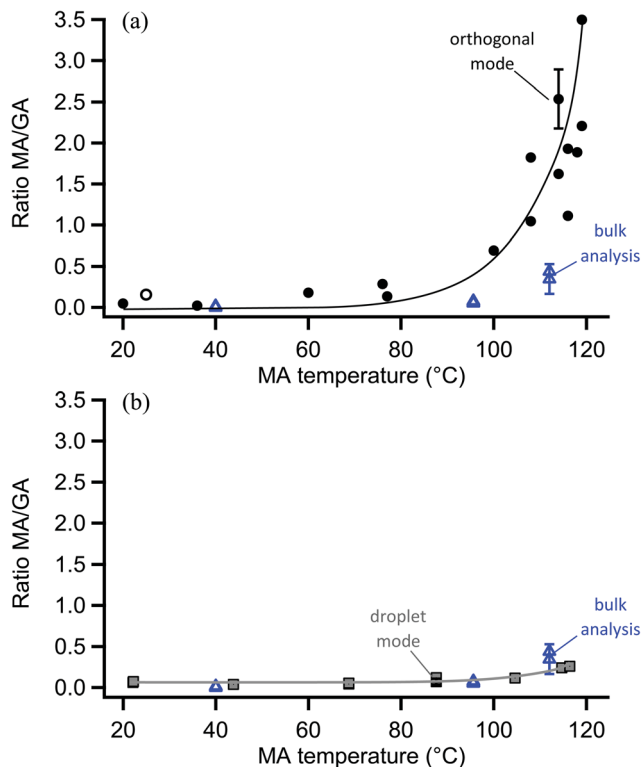 (a)
3.5
3.0
2.5
2.0
1.5
1.0
0.5
0.0
Ratio MA/GA
orthogonal
mode
bulk
analysis
20 40 60 80 100 120
MA temperature (°C)
(b)
3.5
3.0
2.5
2.0
1.5
1.0
0.5
0.0
Ratio MA/GA
droplet
mode
bulk
analysis
20 40 60 80 100 120
MA temperature (°C)